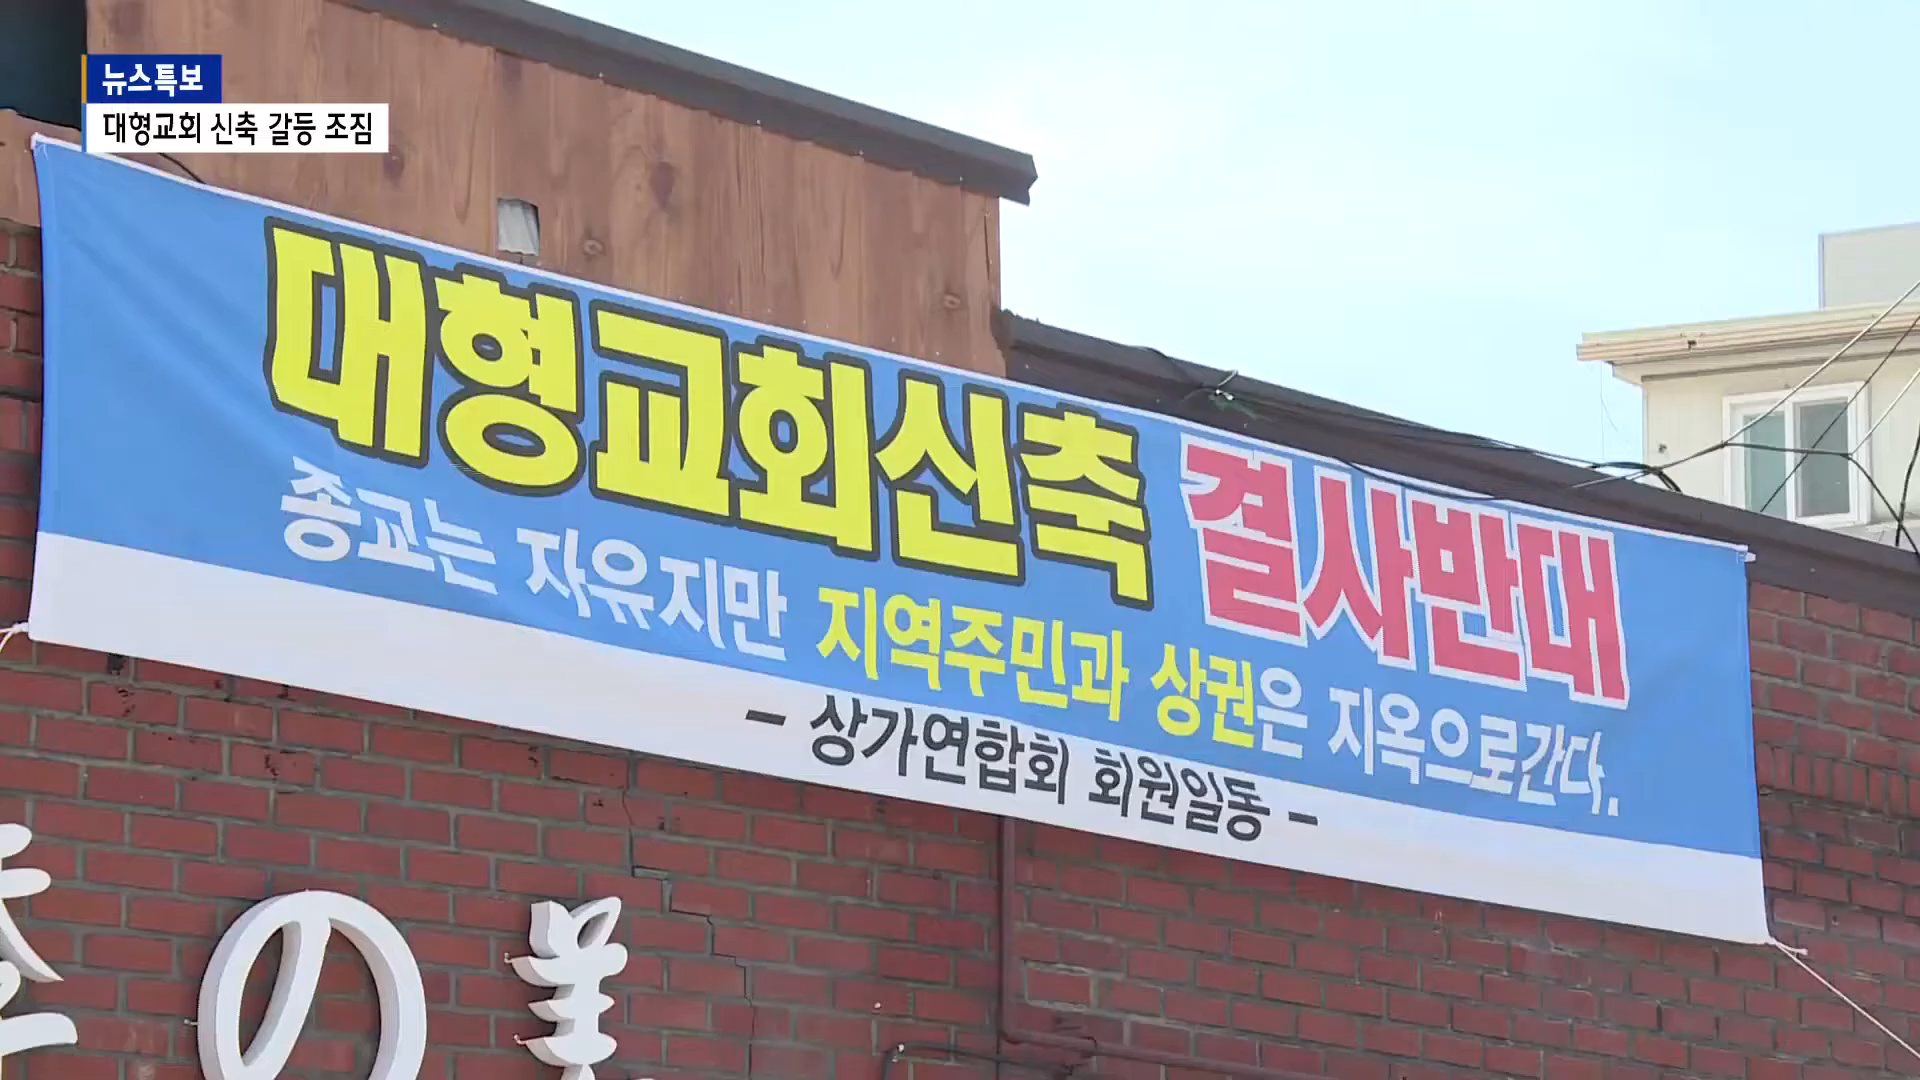 뉴스특보
대형교회 신축 갈등 조짐
대형교회신축 결사반대
종교는 자유지만 지역주민과 상권은 지옥으로간다.
- 상가연합회 회원일동 -
の美